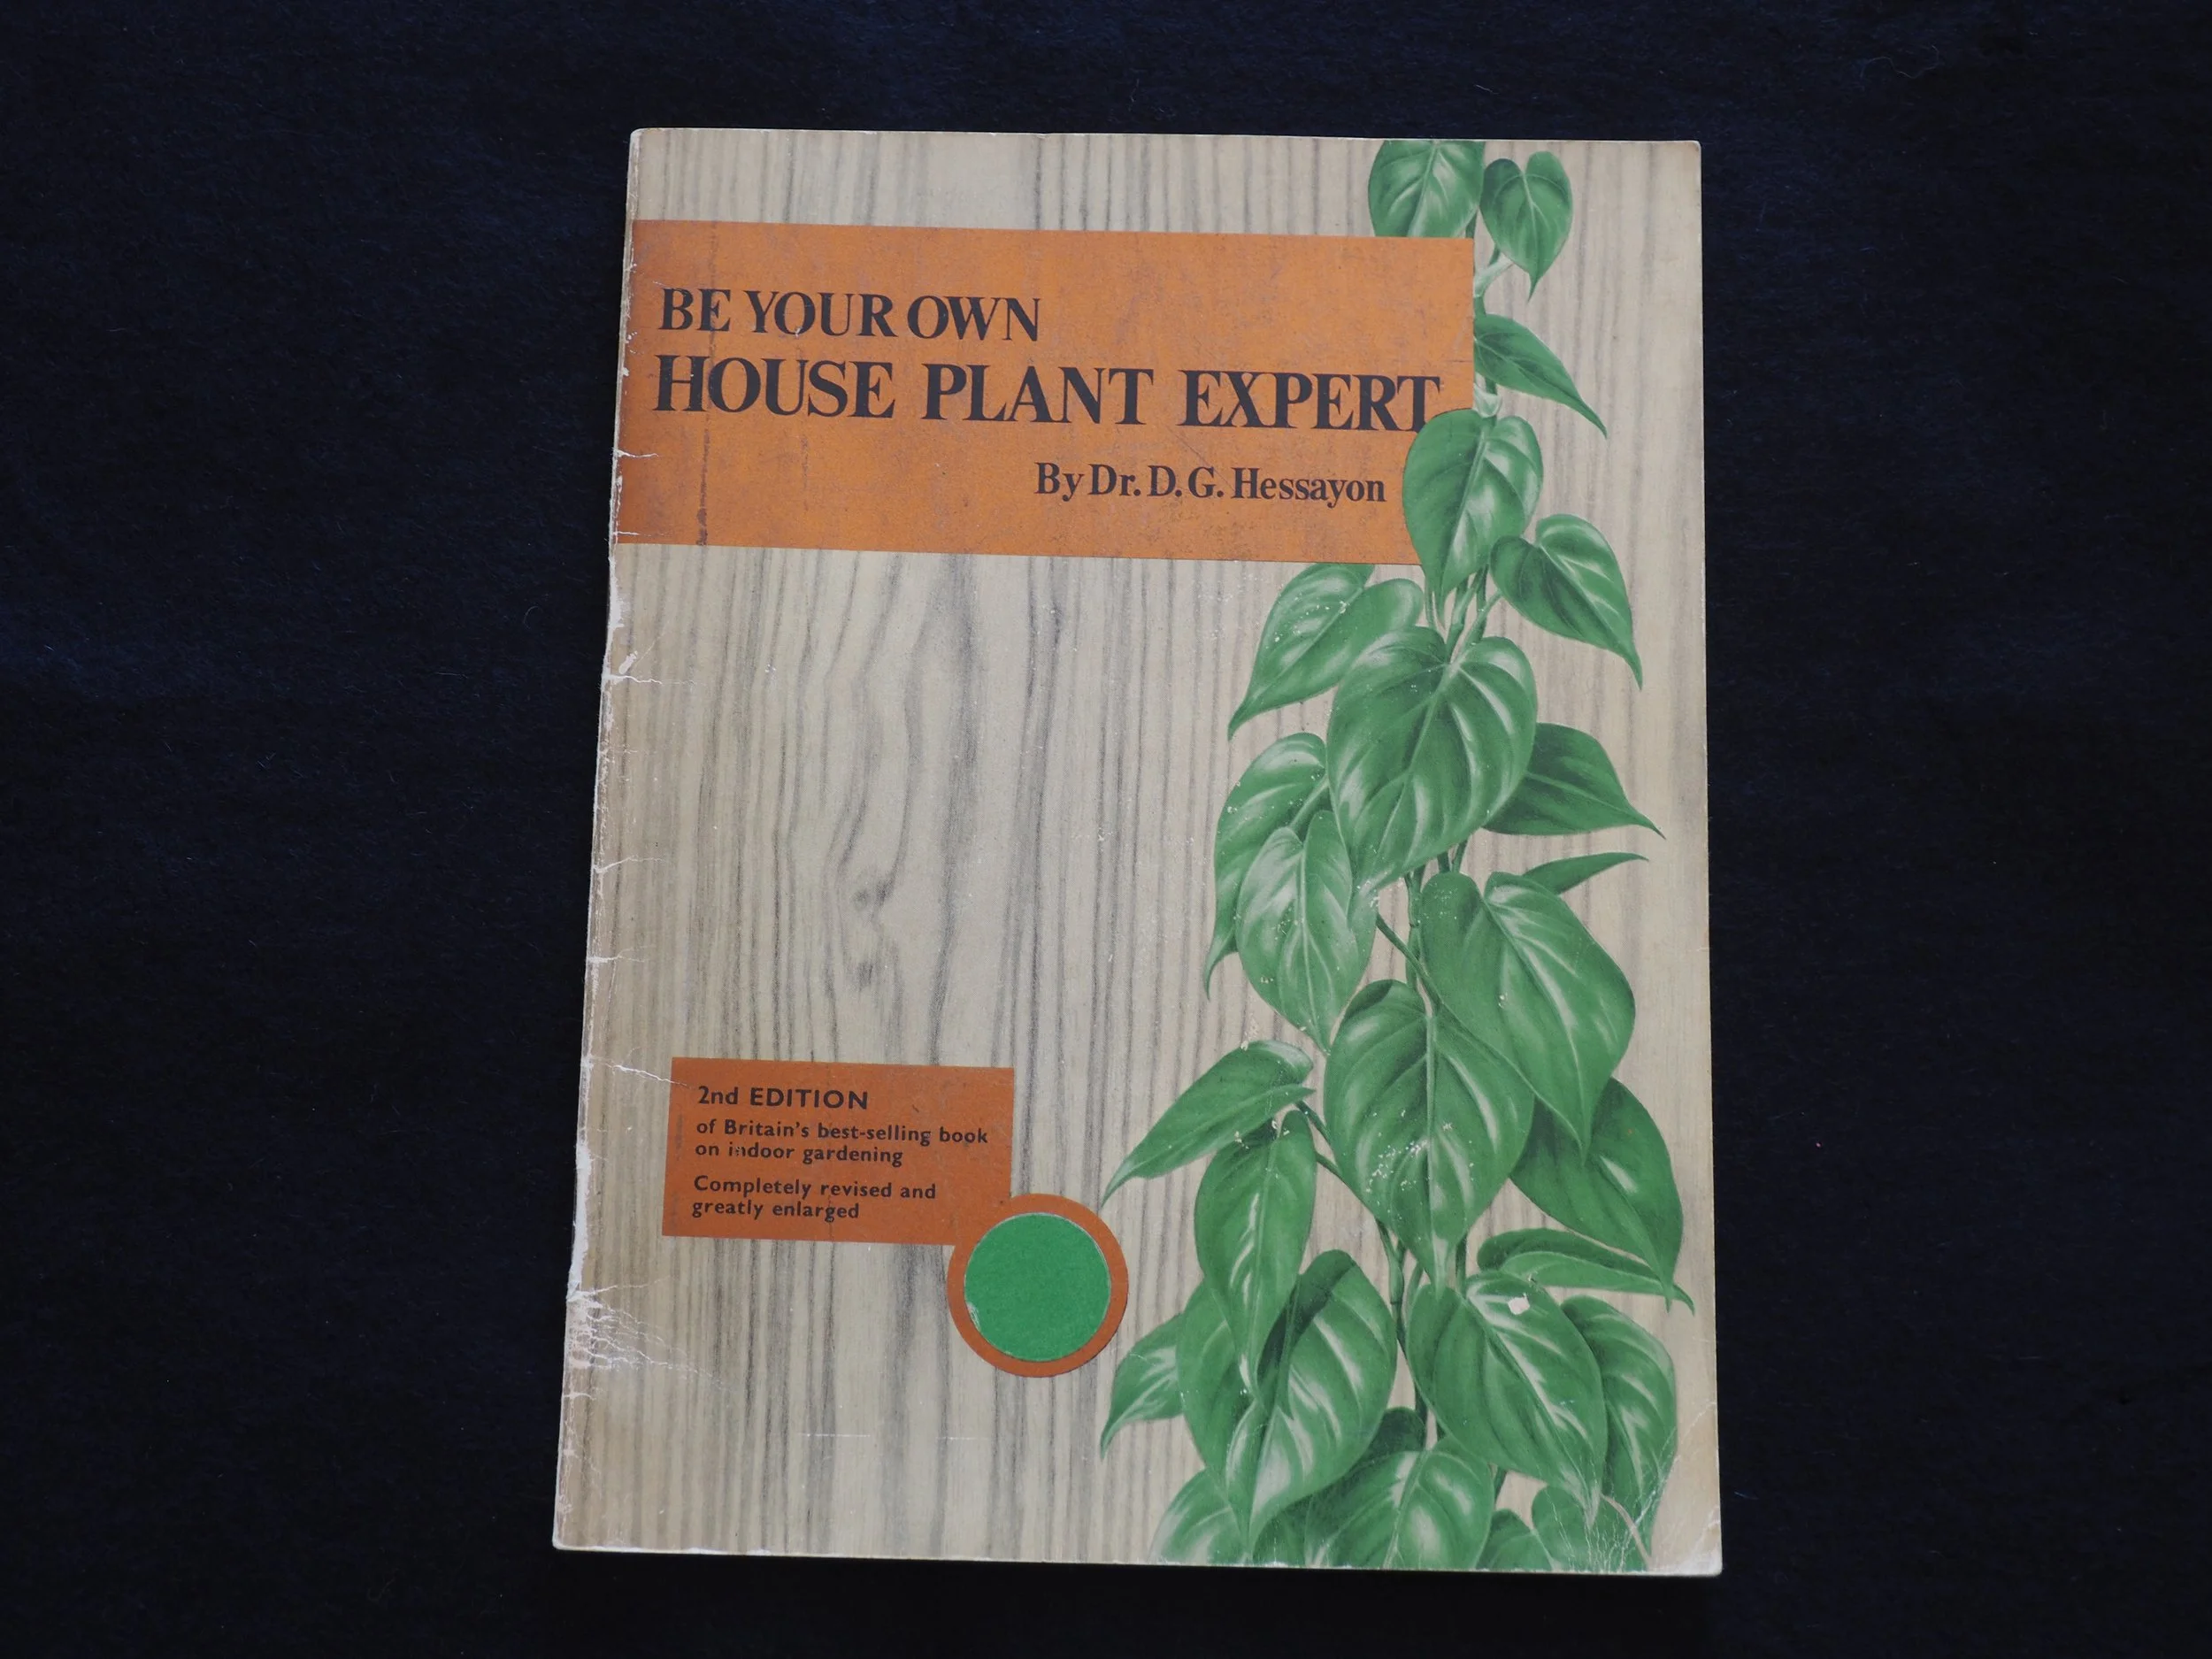 BE YOUR OWN
HOUSE PLANT EXPERT
By Dr. D. G. Hessayon
2nd EDITION
of Britain's best-selling book
on indoor gardening
Completely revised and
greatly enlarged